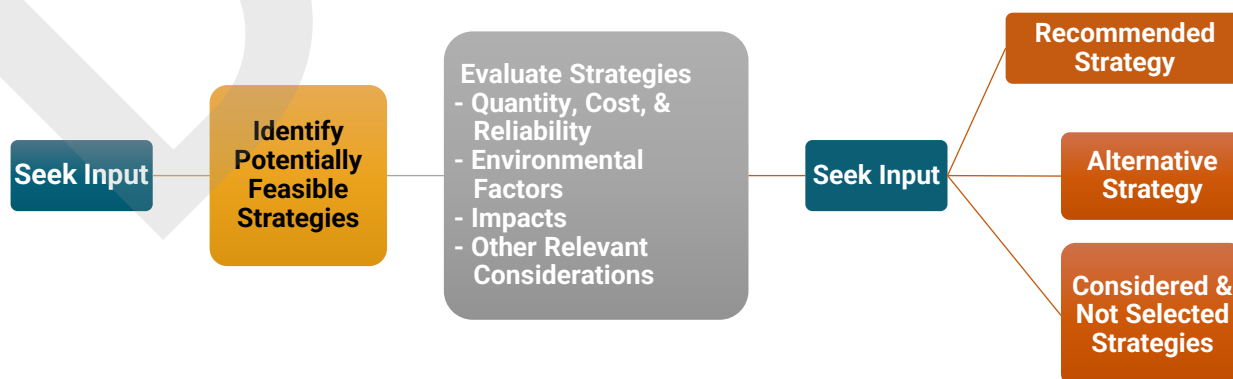 Seek Input
Identify
Potentially
Feasible
Strategies
Evaluate Strategies
- Quantity, Cost, &
Reliability
- Environmental
Factors
- Impacts
- Other Relevant
Considerations
Seek Input
Recommended
Strategy
Alternative
Strategy
Considered &
Not Selected
Strategies